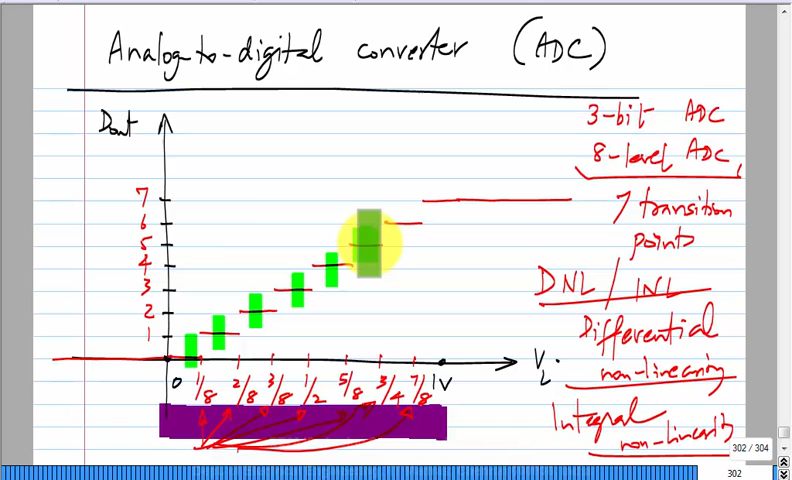 Analog-to-digital converter (ADC)
3-bit ADC
8-level ADC
7 transition
points
DNL / INL
Differential
non-linearity
Integral
non-linearity
Dout
7
6
5
4
3
2
1
0 1/8 2/8 3/8 1/2 5/8 3/4 7/8 1V
Vi
302 / 304
302